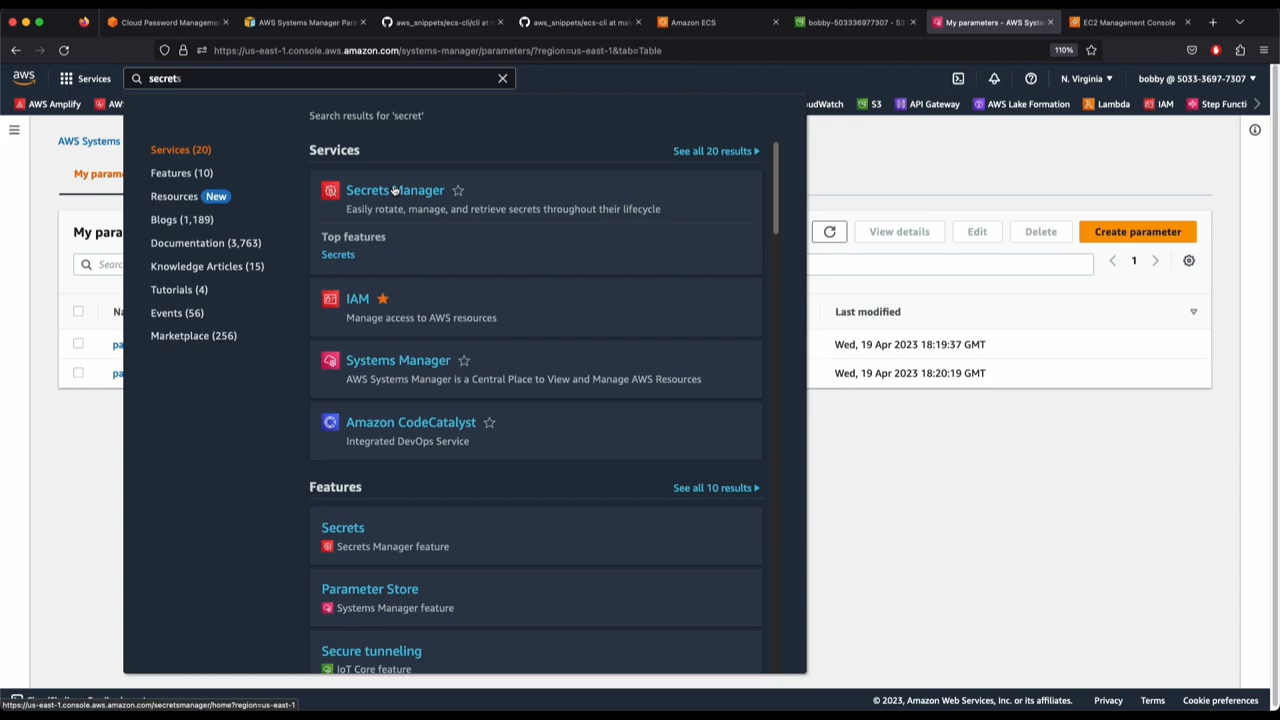 Cloud Password Manageme
AWS Systems Manager Para
aws_snippets/ecs-cli/cli at m
aws_snippets/ecs-cli at mai
Amazon ECS
bobby-503336977307 - S3
My parameters - AWS Syste
EC2 Management Console
https://us-east-1.console.aws.amazon.com/systems-manager/parameters/?region=us-east-1&tab=Table
110%
aws
Services
secrets
N. Virginia
bobby @ 5033-3697-7307
AWS Amplify
AW
udWatch
S3
API Gateway
AWS Lake Formation
Lambda
IAM
Step Functi
Search results for 'secret'
AWS Systems
My param
Services (20)
Features (10)
Resources New
Blogs (1,189)
Documentation (3,763)
Knowledge Articles (15)
Tutorials (4)
Events (56)
Marketplace (256)
Services
See all 20 results
Secrets Manager
Easily rotate, manage, and retrieve secrets throughout their lifecycle
Top features
Secrets
IAM
Manage access to AWS resources
Systems Manager
AWS Systems Manager is a Central Place to View and Manage AWS Resources
Amazon CodeCatalyst
Integrated DevOps Service
Features
See all 10 results
Secrets
Secrets Manager feature
Parameter Store
Systems Manager feature
Secure tunneling
IoT Core feature
My para
View details
Edit
Delete
Create parameter
Searc
1
Na
Last modified
pa
Wed, 19 Apr 2023 18:19:37 GMT
pa
Wed, 19 Apr 2023 18:20:19 GMT
© 2023, Amazon Web Services, Inc. or its affiliates.
Privacy
Terms
Cookie preferences
https://us-east-1.console.aws.amazon.com/secretsmanager/home?region=us-east-1